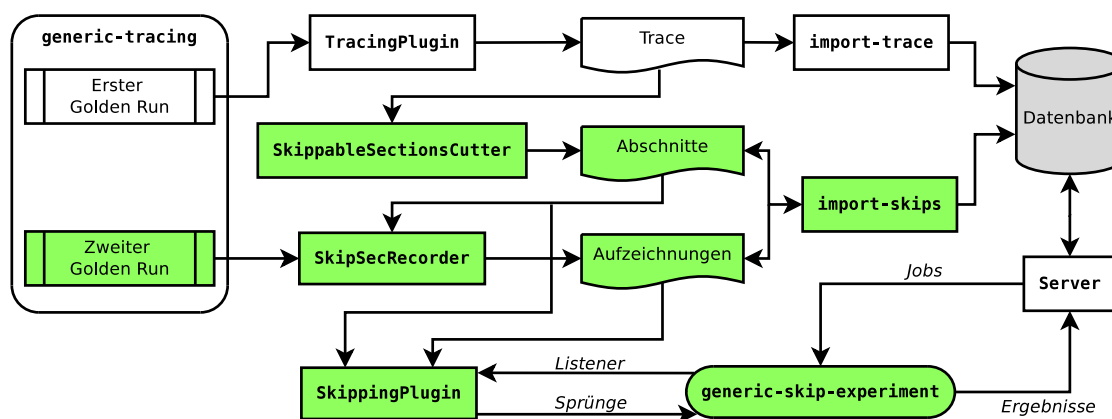 generic-tracing
Erster
Golden Run
TracingPlugin
Trace
import-trace
Datenbank
SkippableSectionsCutter
Abschnitte
import-skips
Zweiter
Golden Run
SkipSecRecorder
Aufzeichnungen
Jobs
Server
Listener
SkippingPlugin
generic-skip-experiment
Sprünge
Ergebnisse